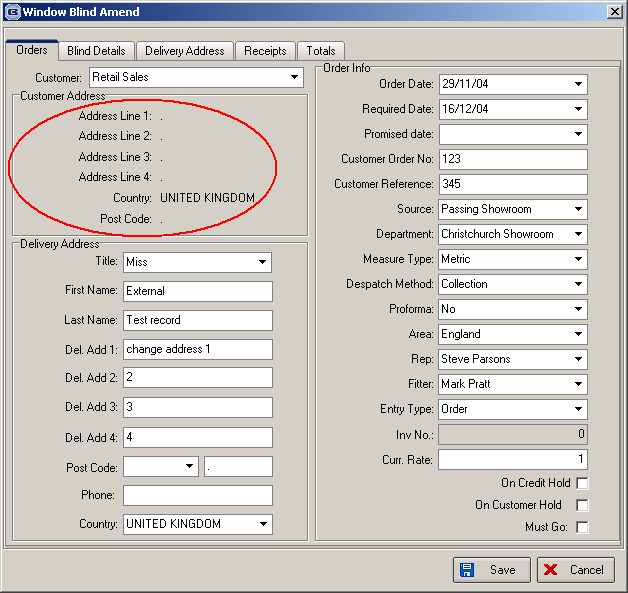 Window Blind Amend
Orders Blind Details Delivery Address Receipts Totals
Customer: Retail Sales
Customer Address
Address Line 1: .
Address Line 2: .
Address Line 3: .
Address Line 4: .
Country: UNITED KINGDOM
Post Code: .
Delivery Address
Title: Miss
First Name: External
Last Name: Test record
Del. Add 1: change address 1
Del. Add 2: 2
Del. Add 3: 3
Del. Add 4: 4
Post Code: .
Phone:
Country: UNITED KINGDOM
Order Info
Order Date: 29/11/04
Required Date: 16/12/04
Promised date:
Customer Order No: 123
Customer Reference: 345
Source: Passing Showroom
Department: Christchurch Showroom
Measure Type: Metric
Despatch Method: Collection
Proforma: No
Area: England
Rep: Steve Parsons
Fitter: Mark Pratt
Entry Type: Order
Inv No.: 0
Curr. Rate: 1
On Credit Hold
On Customer Hold
Must Go:
Save Cancel